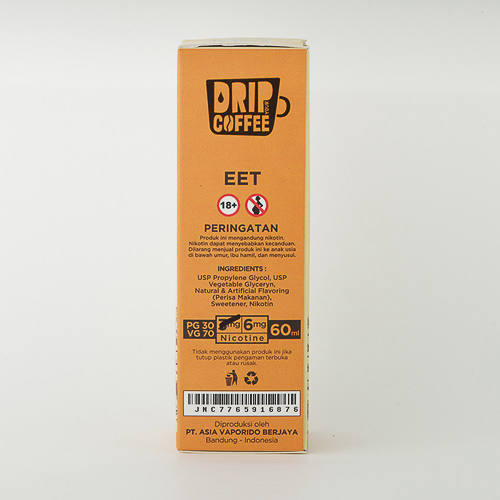 DRIP
YOUR
COFFEE
EET
18+
PERINGATAN
Produk ini mengandung nikotin.
Nikotin dapat menyebabkan kecanduan.
Dilarang menjual produk ini ke anak usia
di bawah umur, ibu hamil, dan menyusui.
INGREDIENTS :
USP Propylene Glycol, USP
Vegetable Glyceryn,
Natural & Artificial Flavoring
(Perisa Makanan),
Sweetener, Nikotin
PG 30
VG 70
mg 6mg
Nicotine
60ml
Tidak menggunakan produk ini jika
tutup plastik pengaman terbuka
atau rusak.
JNC7765916876
Diproduksi oleh
PT. ASIA VAPORIDO BERJAYA
Bandung - Indonesia